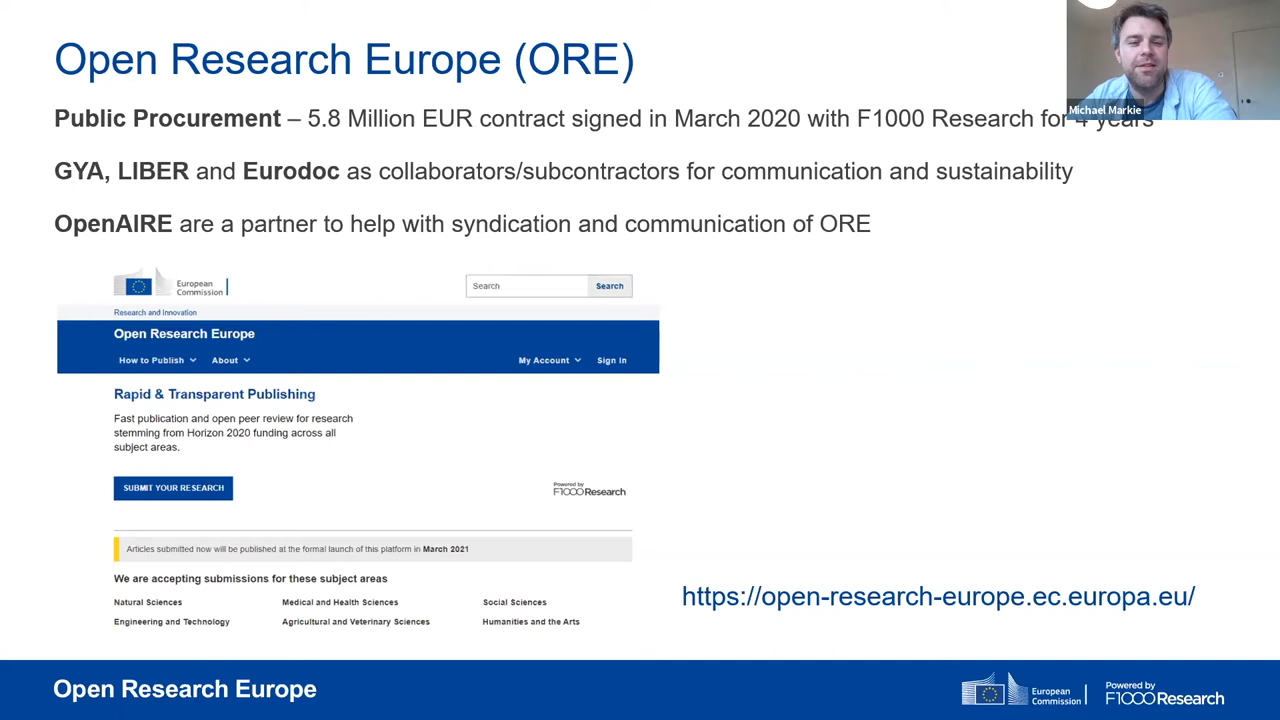 Open Research Europe (ORE)
Michael Markie
Public Procurement – 5.8 Million EUR contract signed in March 2020 with F1000 Research for 4 years
GYA, LIBER and Eurodoc as collaborators/subcontractors for communication and sustainability
OpenAIRE are a partner to help with syndication and communication of ORE
European
Commission
Search Search
Research and Innovation
Open Research Europe
How to Publish About My Account Sign In
Rapid & Transparent Publishing
Fast publication and open peer review for research
stemming from Horizon 2020 funding across all
subject areas.
SUBMIT YOUR RESEARCH
Powered by
F1000Research
Articles submitted now will be published at the formal launch of this platform in March 2021
We are accepting submissions for these subject areas
Natural Sciences Medical and Health Sciences Social Sciences
Engineering and Technology Agricultural and Veterinary Sciences Humanities and the Arts
https://open-research-europe.ec.europa.eu/
Open Research Europe
European
Commission
Powered by
F1000Research